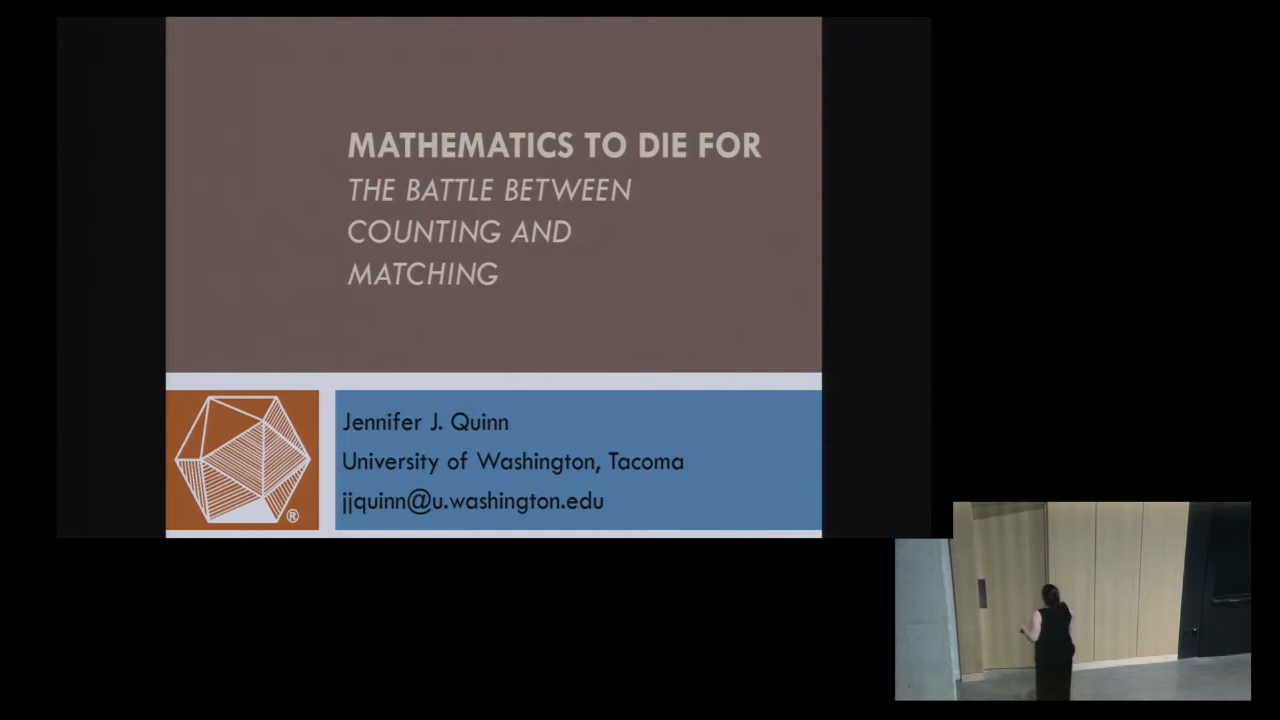 MATHEMATICS TO DIE FOR
THE BATTLE BETWEEN
COUNTING AND
MATCHING
®
Jennifer J. Quinn
University of Washington, Tacoma
jjquinn@u.washington.edu